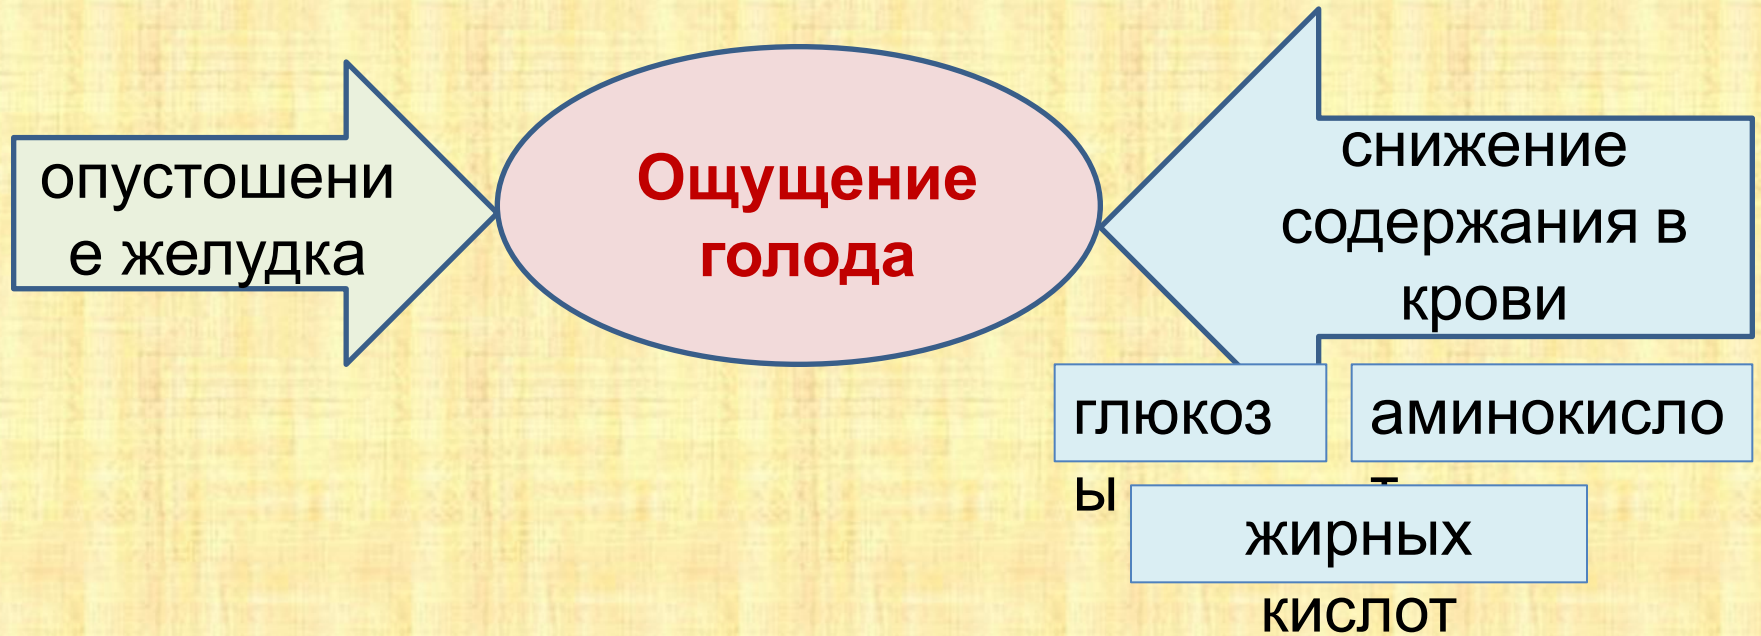 опустошени
е желудка
Ощущение
голода
снижение
содержания в
крови
глюкоз
ы
аминокисло
т
жирных
кислот